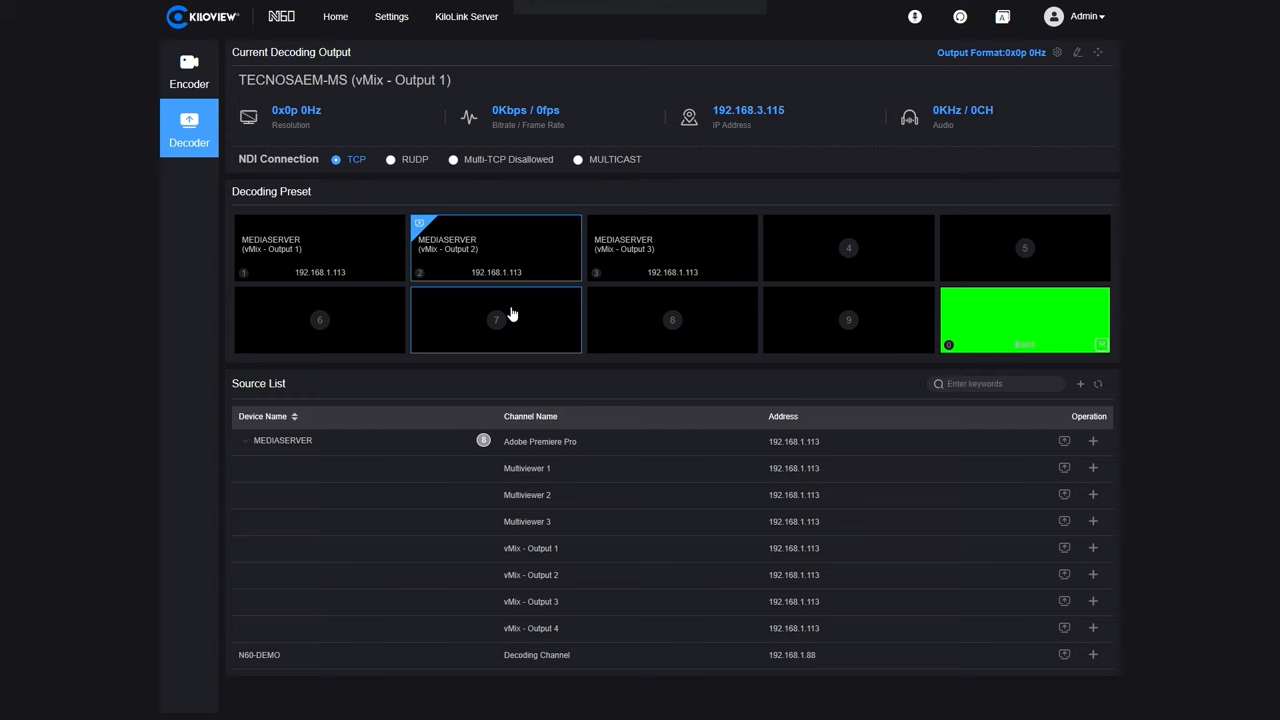 KILOVIEW® N60 Home Settings KiloLink Server Admin
Encoder
Decoder
Current Decoding Output Output Format:0x0p 0Hz
TECNOSAEM-MS (vMix - Output 1)
0x0p 0Hz 0Kbps / 0fps 192.168.3.115 0KHz / 0CH
Resolution Bitrate / Frame Rate IP Address Audio
NDI Connection TCP RUDP Multi-TCP Disallowed MULTICAST
Decoding Preset
MEDIASERVER
(vMix - Output 1)
1 192.168.1.113
MEDIASERVER
(vMix - Output 2)
2 192.168.1.113
MEDIASERVER
(vMix - Output 3)
3 192.168.1.113
4
5
6
7
8
9
0
Source List Enter keywords
Device Name Channel Name Address Operation
MEDIASERVER 8 Adobe Premiere Pro 192.168.1.113
Multiviewer 1 192.168.1.113
Multiviewer 2 192.168.1.113
Multiviewer 3 192.168.1.113
vMix - Output 1 192.168.1.113
vMix - Output 2 192.168.1.113
vMix - Output 3 192.168.1.113
vMix - Output 4 192.168.1.113
N60-DEMO Decoding Channel 192.168.1.88